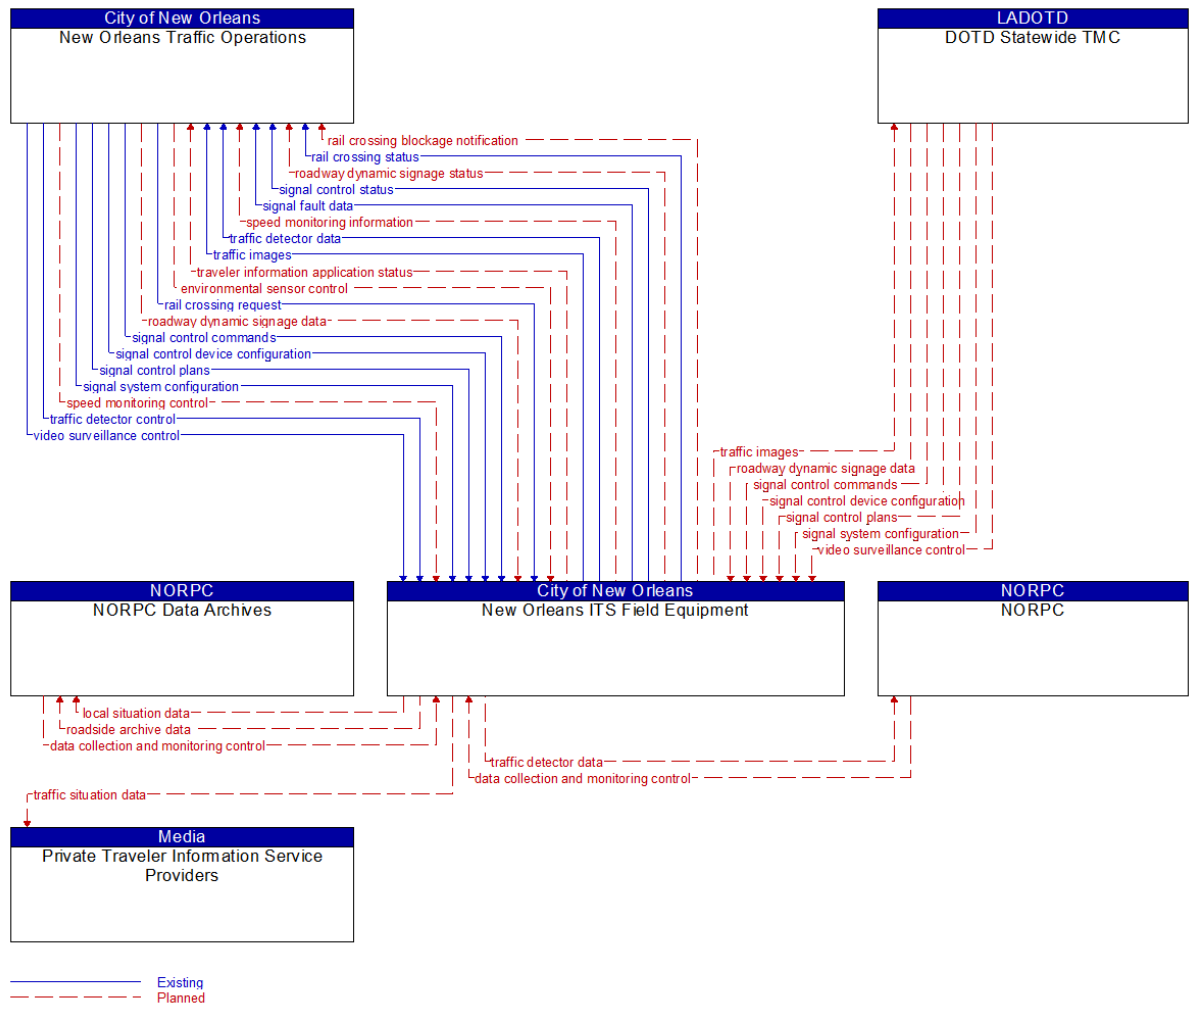 City of New Orleans
New Orleans Traffic Operations
LADOTD
DOTD Statewide TMC
rail crossing blockage notification
rail crossing status
roadway dynamic signage status
signal control status
signal fault data
speed monitoring information
traffic detector data
traffic images
traveler information application status
environmental sensor control
rail crossing request
roadway dynamic signage data
signal control commands
signal control device configuration
signal control plans
signal system configuration
speed monitoring control
traffic detector control
video surveillance control
traffic images
roadway dynamic signage data
signal control commands
signal control device configuration
signal control plans
signal system configuration
video surveillance control
NORPC
NORPC Data Archives
City of New Orleans
New Orleans ITS Field Equipment
NORPC
NORPC
local situation data
roadside archive data
data collection and monitoring control
traffic detector data
data collection and monitoring control
traffic situation data
Media
Private Traveler Information Service
Providers
Existing
Planned